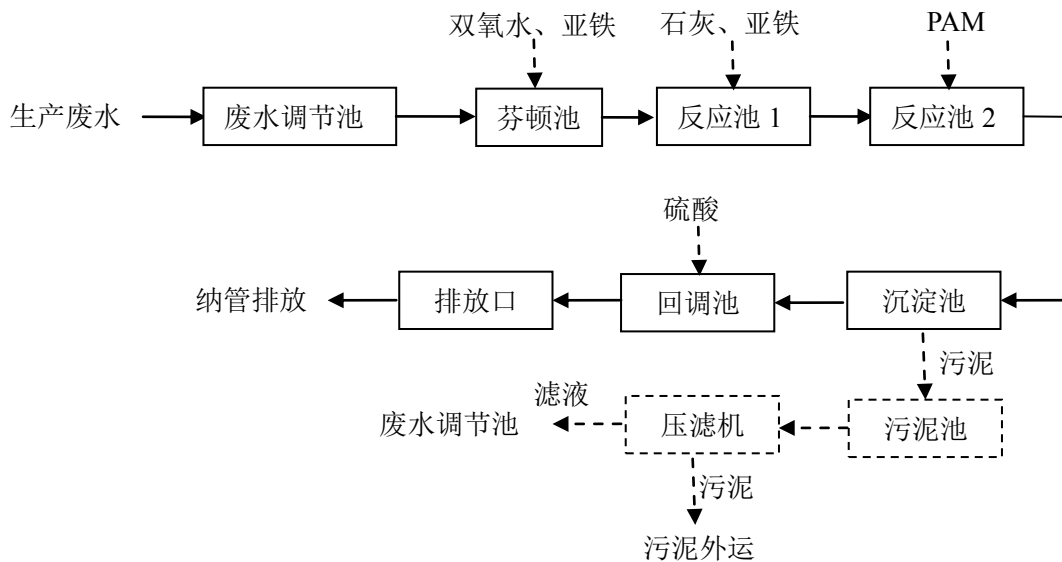 双氧水、亚铁
石灰、亚铁
PAM
生产废水
废水调节池
芬顿池
反应池 1
反应池 2
硫酸
纳管排放
排放口
回调池
沉淀池
污泥
滤液
废水调节池
压滤机
污泥池
污泥
污泥外运